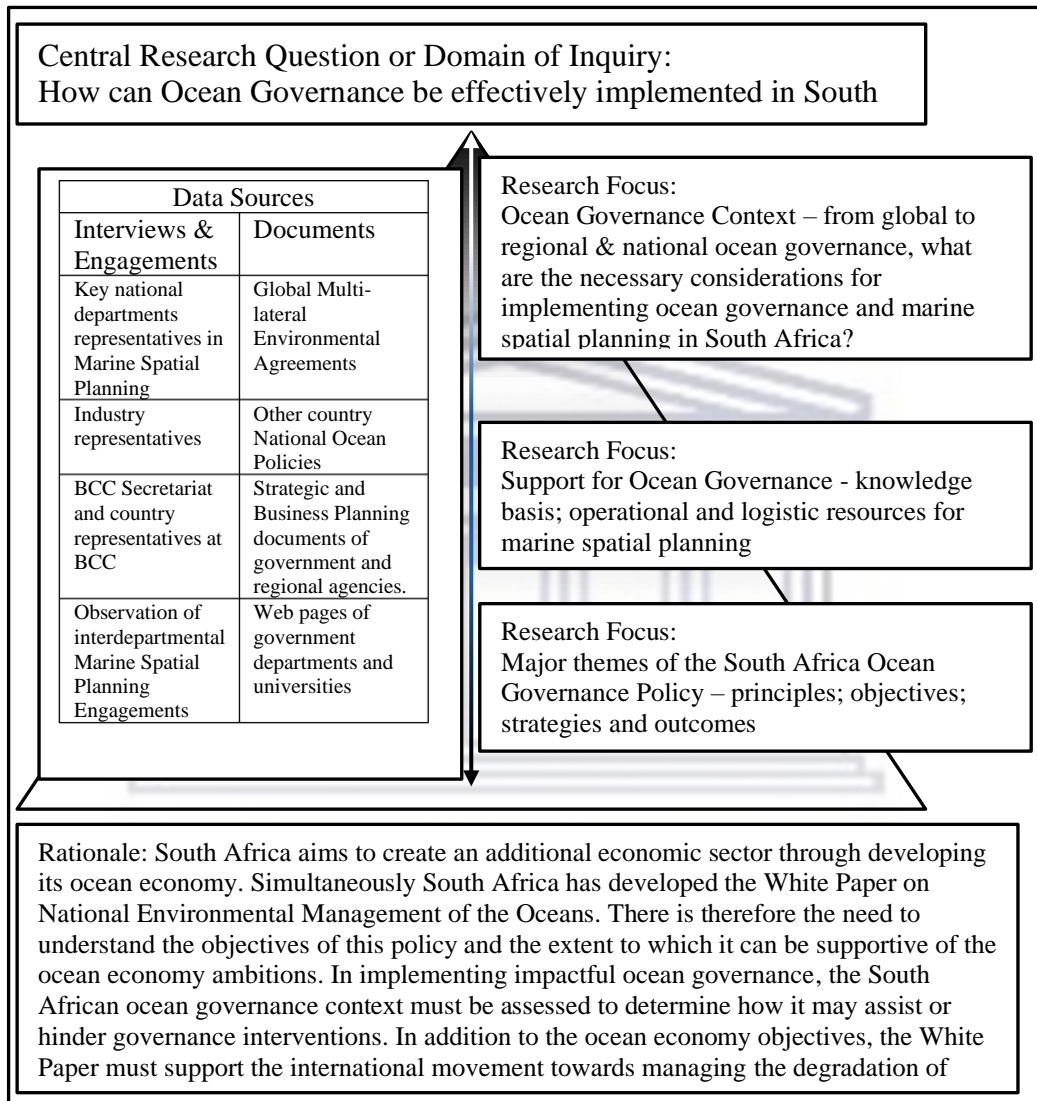 Central Research Question or Domain of Inquiry:
How can Ocean Governance be effectively implemented in South
Data Sources
Interviews &
Engagements
Documents
Key national
departments
representatives in
Marine Spatial
Planning
Global Multi-
lateral
Environmental
Agreements
Industry
representatives
Other country
National Ocean
Policies
BCC Secretariat
and country
representatives at
BCC
Strategic and
Business Planning
documents of
government and
regional agencies.
Observation of
interdepartmental
Marine Spatial
Planning
Engagements
Web pages of
government
departments and
universities
Research Focus:
Ocean Governance Context – from global to
regional & national ocean governance, what
are the necessary considerations for
implementing ocean governance and marine
spatial planning in South Africa?
Research Focus:
Support for Ocean Governance - knowledge
basis; operational and logistic resources for
marine spatial planning
Research Focus:
Major themes of the South Africa Ocean
Governance Policy – principles; objectives;
strategies and outcomes
Rationale: South Africa aims to create an additional economic sector through developing
its ocean economy. Simultaneously South Africa has developed the White Paper on
National Environmental Management of the Oceans. There is therefore the need to
understand the objectives of this policy and the extent to which it can be supportive of the
ocean economy ambitions. In implementing impactful ocean governance, the South
African ocean governance context must be assessed to determine how it may assist or
hinder governance interventions. In addition to the ocean economy objectives, the White
Paper must support the international movement towards managing the degradation of